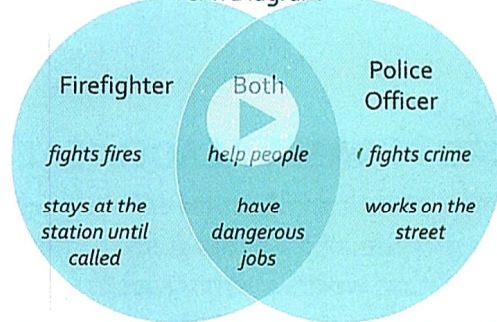 Diagram
Firefighter
fights fires
stays at the
station until
called
Both
help people
have
dangerous
jobs
Police
Officer
fights crime
works on the
street